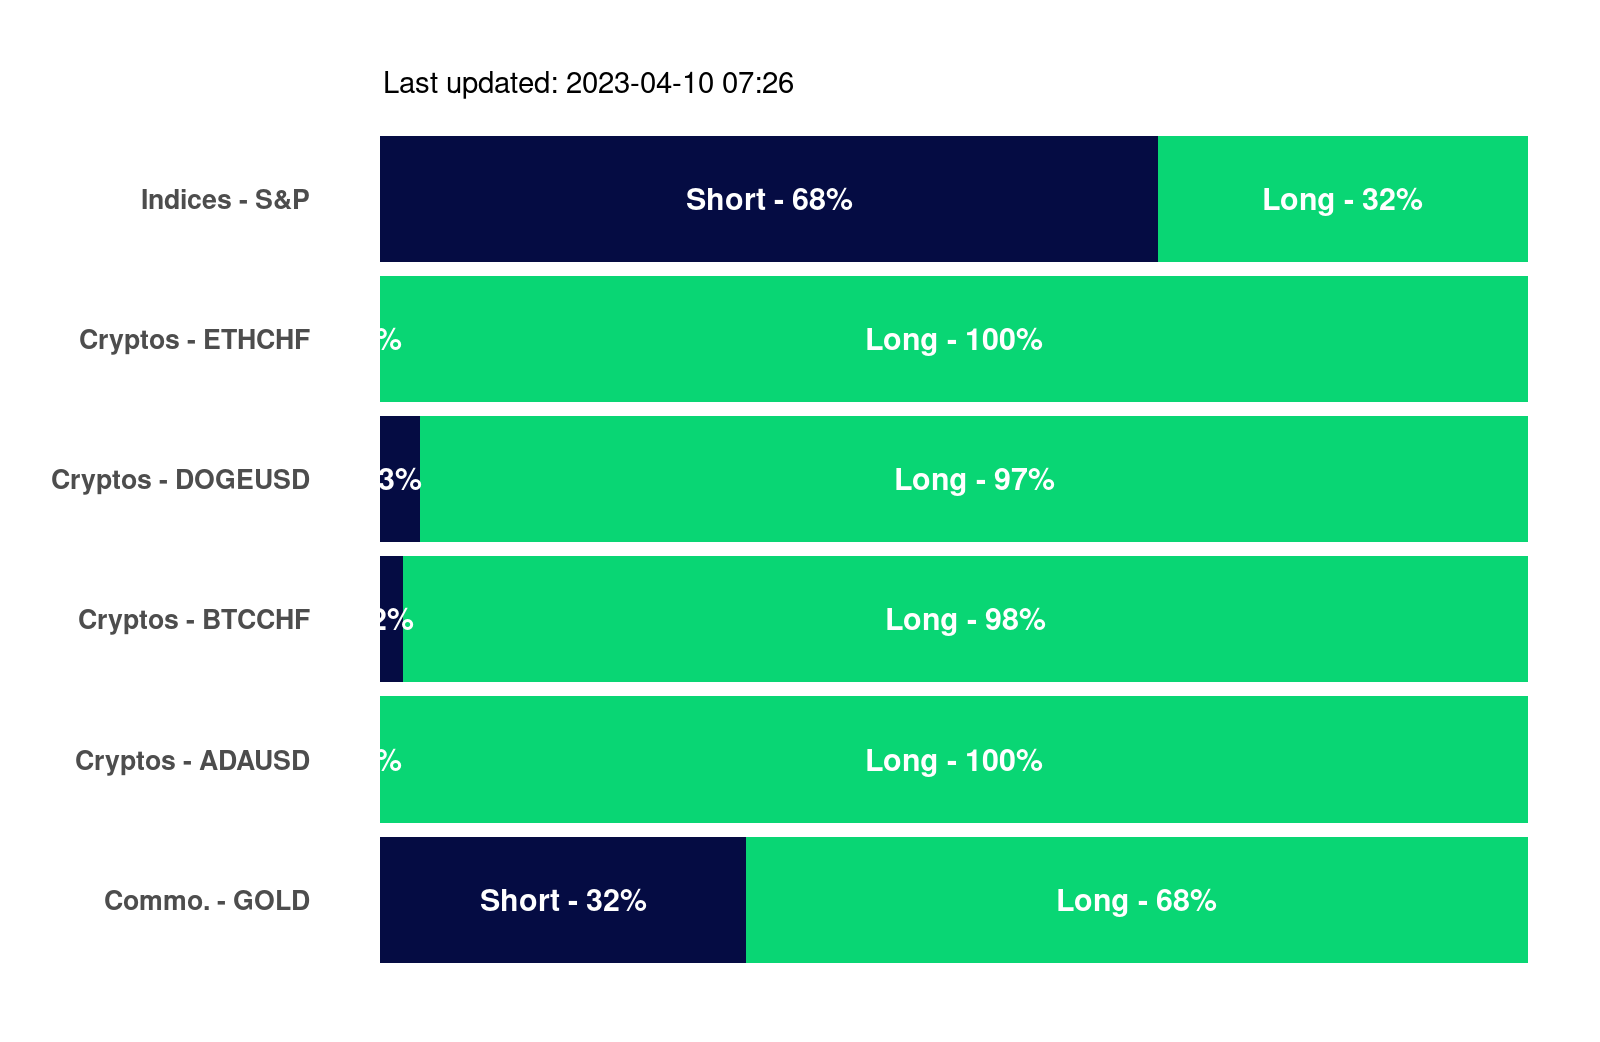 Last updated: 2023-04-10 07:26
Indices - S&P Short - 68% Long - 32%
Cryptos - ETHCHF % Long - 100%
Cryptos - DOGEUSD 3% Long - 97%
Cryptos - BTCCHF 2% Long - 98%
Cryptos - ADAUSD % Long - 100%
Commo. - GOLD Short - 32% Long - 68%